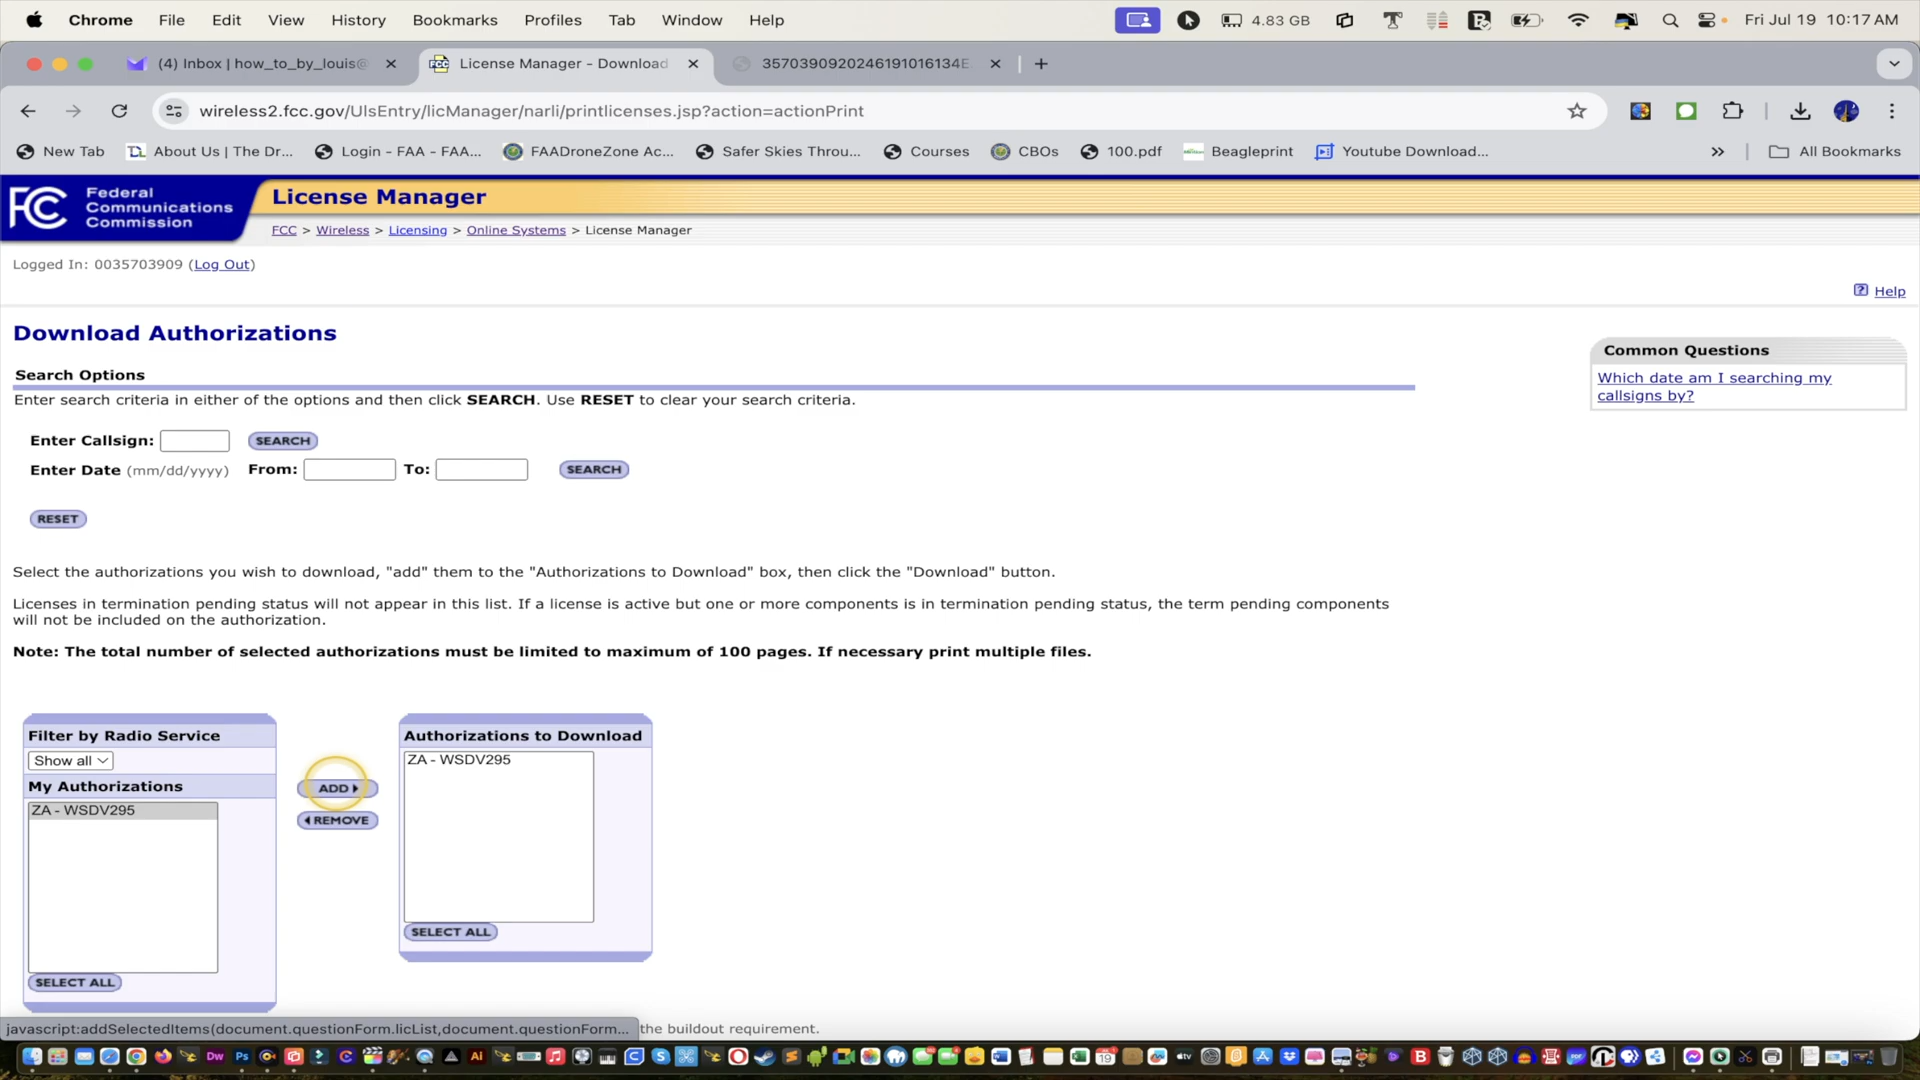 Chrome File Edit View History Bookmarks Profiles Tab Window Help 4.83 GB Fri Jul 19 10:17 AM
(4) Inbox | how_to_by_louis@ License Manager - Download 3570390920246191016134E
wireless2.fcc.gov/UlsEntry/licManager/narli/printlicenses.jsp?action=actionPrint
New Tab About Us | The Dr... Login - FAA - FAA... FAADroneZone Ac... Safer Skies Throu... Courses CBOs 100.pdf Beagleprint Youtube Download... All Bookmarks
FCC Federal
Communications
Commission
License Manager
FCC > Wireless > Licensing > Online Systems > License Manager
Logged In: 0035703909 (Log Out)
Help
Download Authorizations
Common Questions
Which date am I searching my
callsigns by?
Search Options
Enter search criteria in either of the options and then click SEARCH. Use RESET to clear your search criteria.
Enter Callsign: SEARCH
Enter Date (mm/dd/yyyy) From: To: SEARCH
RESET
Select the authorizations you wish to download, "add" them to the "Authorizations to Download" box, then click the "Download" button.
Licenses in termination pending status will not appear in this list. If a license is active but one or more components is in termination pending status, the term pending components
will not be included on the authorization.
Note: The total number of selected authorizations must be limited to maximum of 100 pages. If necessary print multiple files.
Filter by Radio Service
Show all
My Authorizations
ZA - WSDV295
SELECT ALL
ADD
REMOVE
Authorizations to Download
ZA - WSDV295
SELECT ALL
javascript:addSelectedItems(document.questionForm.licList,document.questionForm... the buildout requirement.